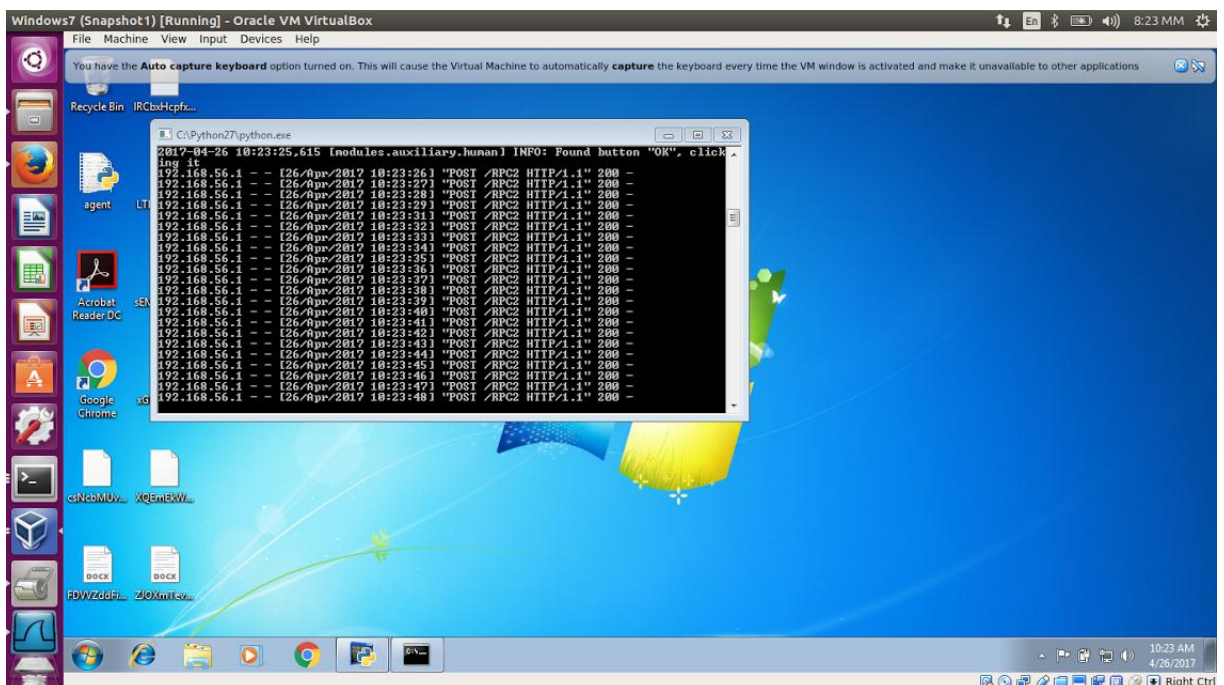 Windows7 (Snapshot1) [Running] - Oracle VM VirtualBox
En
8:23 MM
File Machine View Input Devices Help
You have the Auto capture keyboard option turned on. This will cause the Virtual Machine to automatically capture the keyboard every time the VM window is activated and make it unavailable to other applications
Recycle Bin
IRCbxHcpfx...
C:\Python27\python.exe
2017-04-26 10:23:25,615 [modules.auxiliary.human] INFO: Found button "OK", click
ing it
192.168.56.1 - - [26/Apr/2017 10:23:26] "POST /RPC2 HTTP/1.1" 200 -
192.168.56.1 - - [26/Apr/2017 10:23:27] "POST /RPC2 HTTP/1.1" 200 -
192.168.56.1 - - [26/Apr/2017 10:23:28] "POST /RPC2 HTTP/1.1" 200 -
192.168.56.1 - - [26/Apr/2017 10:23:29] "POST /RPC2 HTTP/1.1" 200 -
192.168.56.1 - - [26/Apr/2017 10:23:31] "POST /RPC2 HTTP/1.1" 200 -
192.168.56.1 - - [26/Apr/2017 10:23:32] "POST /RPC2 HTTP/1.1" 200 -
192.168.56.1 - - [26/Apr/2017 10:23:33] "POST /RPC2 HTTP/1.1" 200 -
192.168.56.1 - - [26/Apr/2017 10:23:34] "POST /RPC2 HTTP/1.1" 200 -
192.168.56.1 - - [26/Apr/2017 10:23:35] "POST /RPC2 HTTP/1.1" 200 -
192.168.56.1 - - [26/Apr/2017 10:23:36] "POST /RPC2 HTTP/1.1" 200 -
192.168.56.1 - - [26/Apr/2017 10:23:37] "POST /RPC2 HTTP/1.1" 200 -
192.168.56.1 - - [26/Apr/2017 10:23:38] "POST /RPC2 HTTP/1.1" 200 -
192.168.56.1 - - [26/Apr/2017 10:23:39] "POST /RPC2 HTTP/1.1" 200 -
192.168.56.1 - - [26/Apr/2017 10:23:40] "POST /RPC2 HTTP/1.1" 200 -
192.168.56.1 - - [26/Apr/2017 10:23:41] "POST /RPC2 HTTP/1.1" 200 -
192.168.56.1 - - [26/Apr/2017 10:23:42] "POST /RPC2 HTTP/1.1" 200 -
192.168.56.1 - - [26/Apr/2017 10:23:43] "POST /RPC2 HTTP/1.1" 200 -
192.168.56.1 - - [26/Apr/2017 10:23:44] "POST /RPC2 HTTP/1.1" 200 -
192.168.56.1 - - [26/Apr/2017 10:23:45] "POST /RPC2 HTTP/1.1" 200 -
192.168.56.1 - - [26/Apr/2017 10:23:46] "POST /RPC2 HTTP/1.1" 200 -
192.168.56.1 - - [26/Apr/2017 10:23:47] "POST /RPC2 HTTP/1.1" 200 -
192.168.56.1 - - [26/Apr/2017 10:23:48] "POST /RPC2 HTTP/1.1" 200 -
agent
Acrobat
Reader DC
Google
Chrome
csNcbMUv...
DOCX
DOCX
10:23 AM
4/26/2017
Right Ctrl